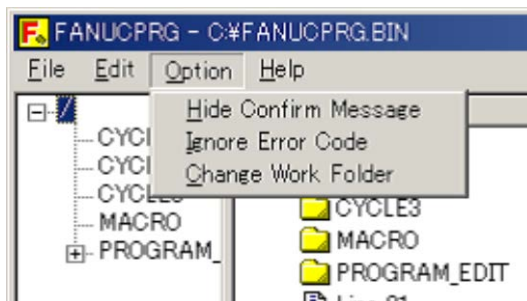 FANUCPRG - C:¥FANUCPRG.BIN
File Edit Option Help
Hide Confirm Message
Ignore Error Code
Change Work Folder
/
MACRO
PROGRAM_
CYCLE3
MACRO
PROGRAM_EDIT